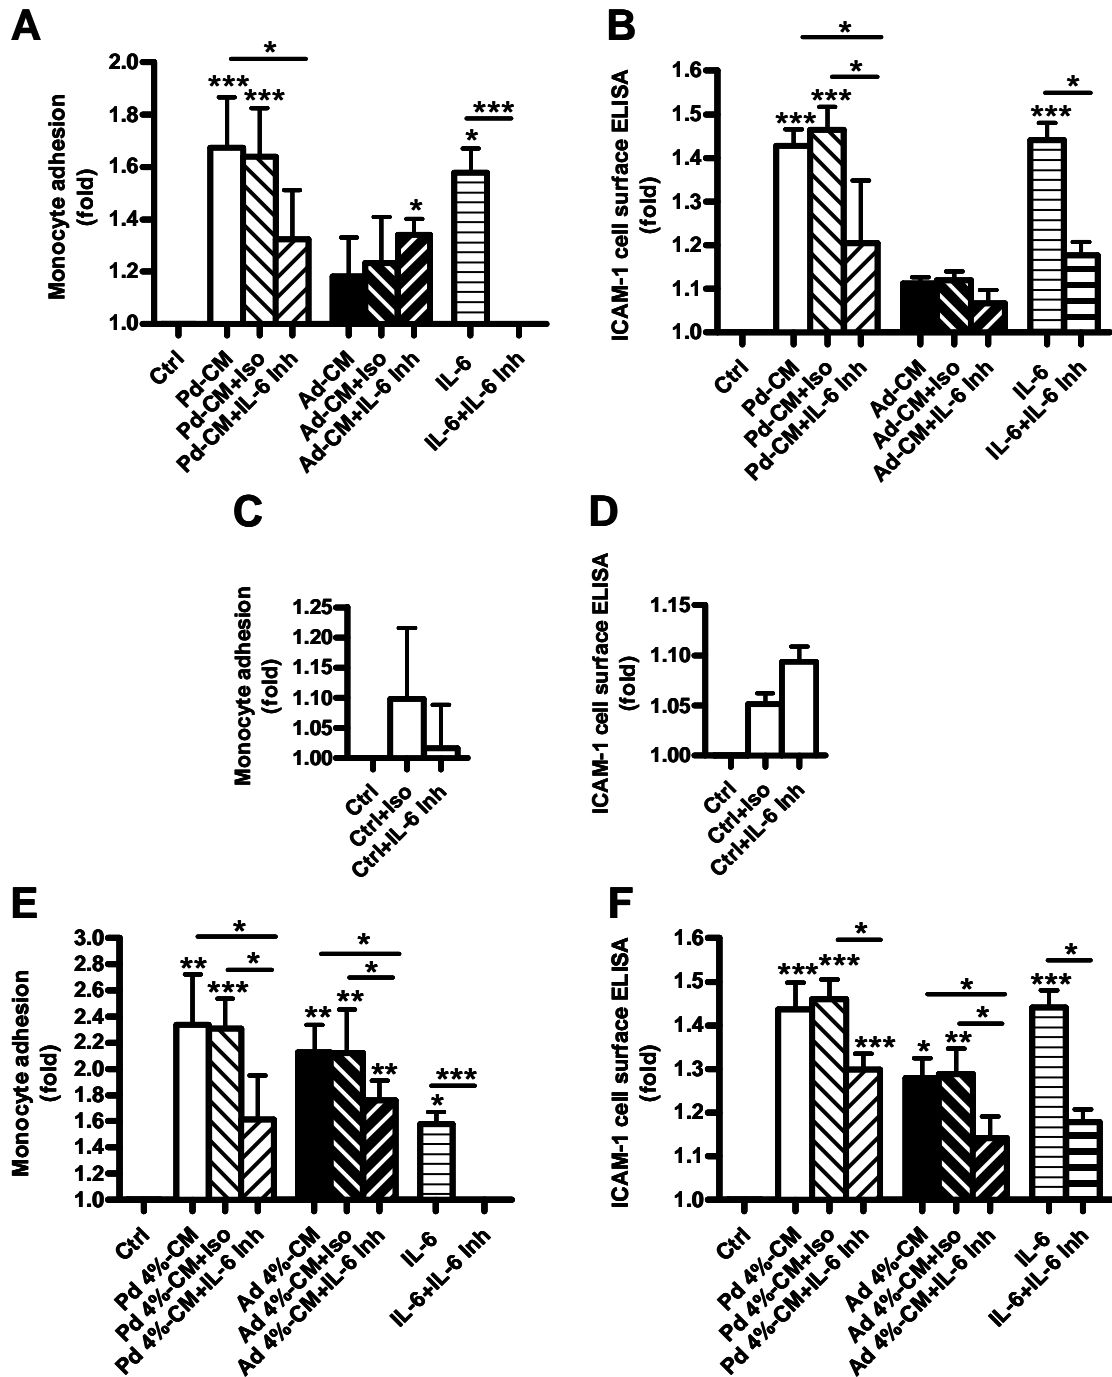 A
Monocyte adhesion
(fold)
2.0
1.8
1.6
1.4
1.2
1.0
*
***
***
*
*
***
Ctrl
Pd-CM
Pd-CM+Iso
Pd-CM+IL-6 Inh
Ad-CM
Ad-CM+Iso
Ad-CM+IL-6 Inh
IL-6
IL-6+IL-6 Inh
B
ICAM-1 cell surface ELISA
(fold)
1.6
1.5
1.4
1.3
1.2
1.1
1.0
*
*
***
***
***
*
Ctrl
Pd-CM
Pd-CM+Iso
Pd-CM+IL-6 Inh
Ad-CM
Ad-CM+Iso
Ad-CM+IL-6 Inh
IL-6
IL-6+IL-6 Inh
C
Monocyte adhesion
(fold)
1.25
1.20
1.15
1.10
1.05
1.00
Ctrl
Ctrl+Iso
Ctrl+IL-6 Inh
D
ICAM-1 cell surface ELISA
(fold)
1.15
1.10
1.05
1.00
Ctrl
Ctrl+Iso
Ctrl+IL-6 Inh
E
Monocyte adhesion
(fold)
3.0
2.8
2.6
2.4
2.2
2.0
1.8
1.6
1.4
1.2
1.0
*
*
**
***
*
*
**
**
**
***
*
Ctrl
Pd 4%-CM
Pd 4%-CM+Iso
Pd 4%-CM+IL-6 Inh
Ad 4%-CM
Ad 4%-CM+Iso
Ad 4%-CM+IL-6 Inh
IL-6
IL-6+IL-6 Inh
F
ICAM-1 cell surface ELISA
(fold)
1.6
1.5
1.4
1.3
1.2
1.1
1.0
*
***
***
***
*
*
*
**
*
***
Ctrl
Pd 4%-CM
Pd 4%-CM+Iso
Pd 4%-CM+IL-6 Inh
Ad 4%-CM
Ad 4%-CM+Iso
Ad 4%-CM+IL-6 Inh
IL-6
IL-6+IL-6 Inh